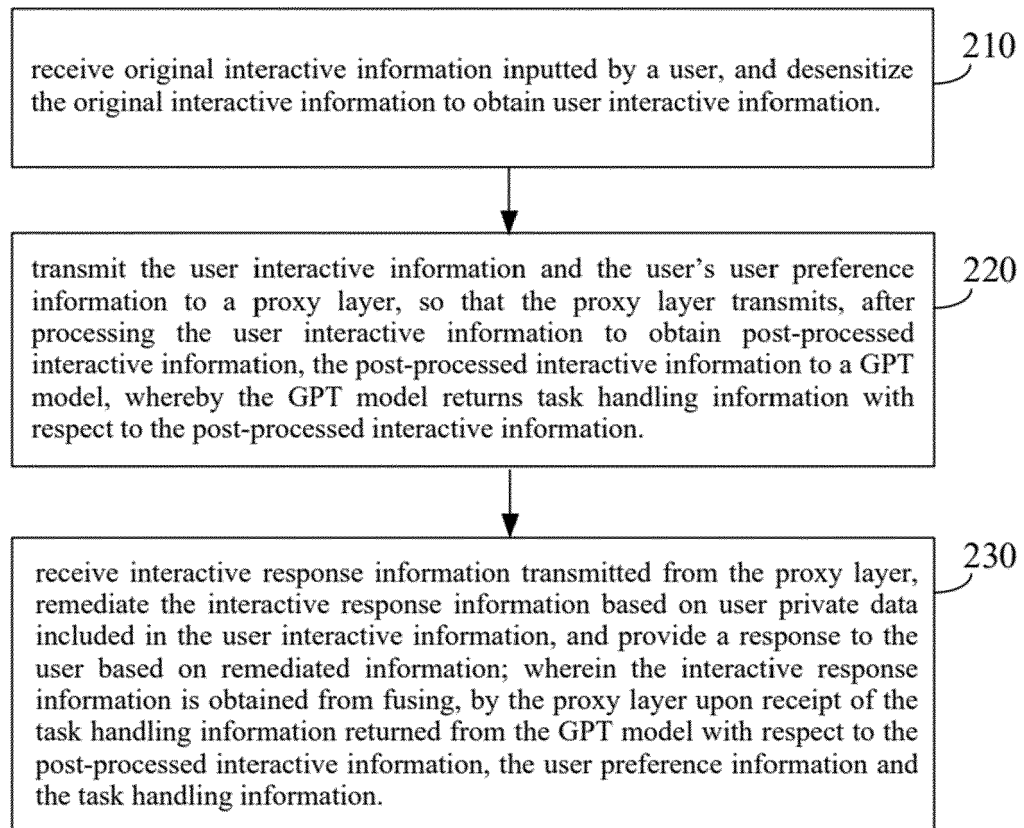 210
receive original interactive information inputted by a user, and desensitize
the original interactive information to obtain user interactive information.
220
transmit the user interactive information and the user's user preference
information to a proxy layer, so that the proxy layer transmits, after
processing the user interactive information to obtain post-processed
interactive information, the post-processed interactive information to a GPT
model, whereby the GPT model returns task handling information with
respect to the post-processed interactive information.
230
receive interactive response information transmitted from the proxy layer,
remediate the interactive response information based on user private data
included in the user interactive information, and provide a response to the
user based on remediated information; wherein the interactive response
information is obtained from fusing, by the proxy layer upon receipt of the
task handling information returned from the GPT model with respect to the
post-processed interactive information, the user preference information and
the task handling information.